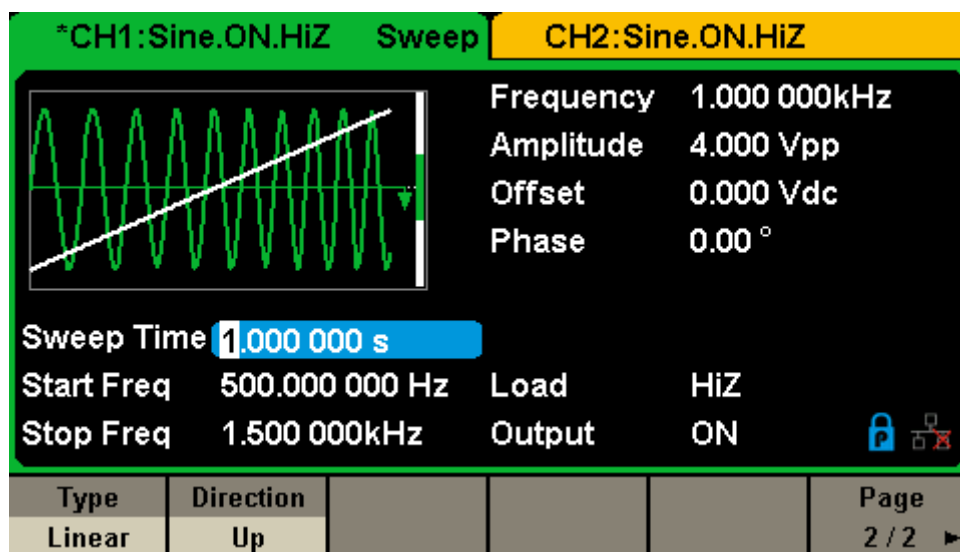 *CH1:Sine.ON.HiZ Sweep CH2:Sine.ON.HiZ
Frequency 1.000 000kHz
Amplitude 4.000 Vpp
Offset 0.000 Vdc
Phase 0.00 °
Sweep Time 1.000 000 s
Start Freq 500.000 000 Hz Load HiZ
Stop Freq 1.500 000kHz Output ON
Type Direction Page
Linear Up 2 / 2 ►